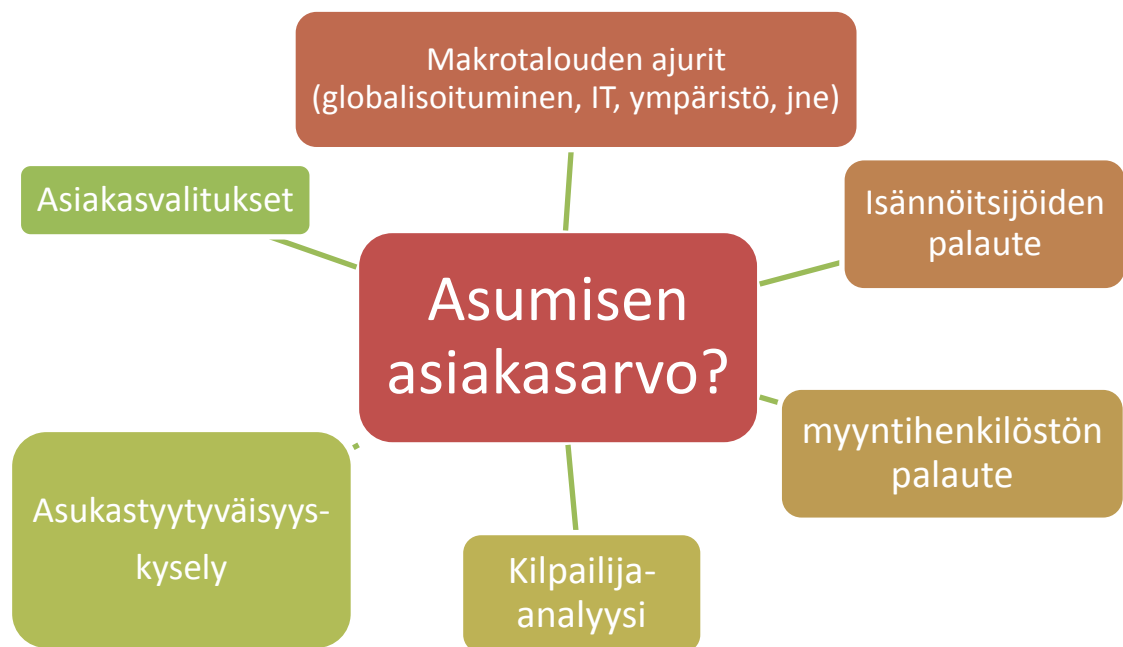 Makrotalouden ajurit
(globalisoituminen, IT, ympäristö, jne)
Asiakasvalitukset
Isännöitsijöiden
palaute
Asumisen
asiakasarvo?
myyntihenkilöstön
palaute
Asukastyytyväisyys-
kysely
Kilpailija-
analyysi